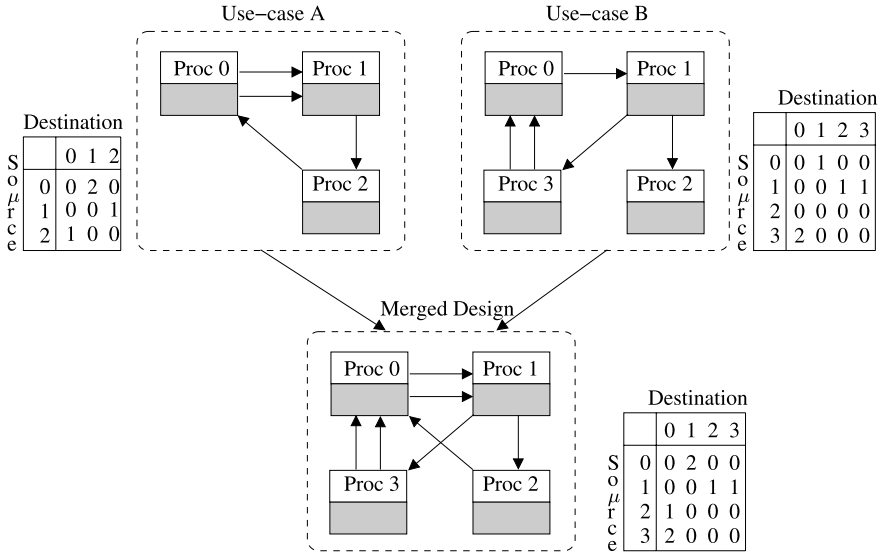 Use-case A
Use-case B
Proc 0
Proc 1
Proc 2
Proc 0
Proc 1
Proc 3
Proc 2
Destination
0 1 2
S
o
μ
r
c
e
0 0 2 0
1 0 0 1
2 1 0 0
Destination
0 1 2 3
S
o
μ
r
c
e
0 0 1 0 0
1 0 0 1 1
2 0 0 0 0
3 2 0 0 0
Merged Design
Proc 0
Proc 1
Proc 3
Proc 2
Destination
0 1 2 3
S
o
μ
r
c
e
0 0 2 0 0
1 0 0 1 1
2 1 0 0 0
3 2 0 0 0